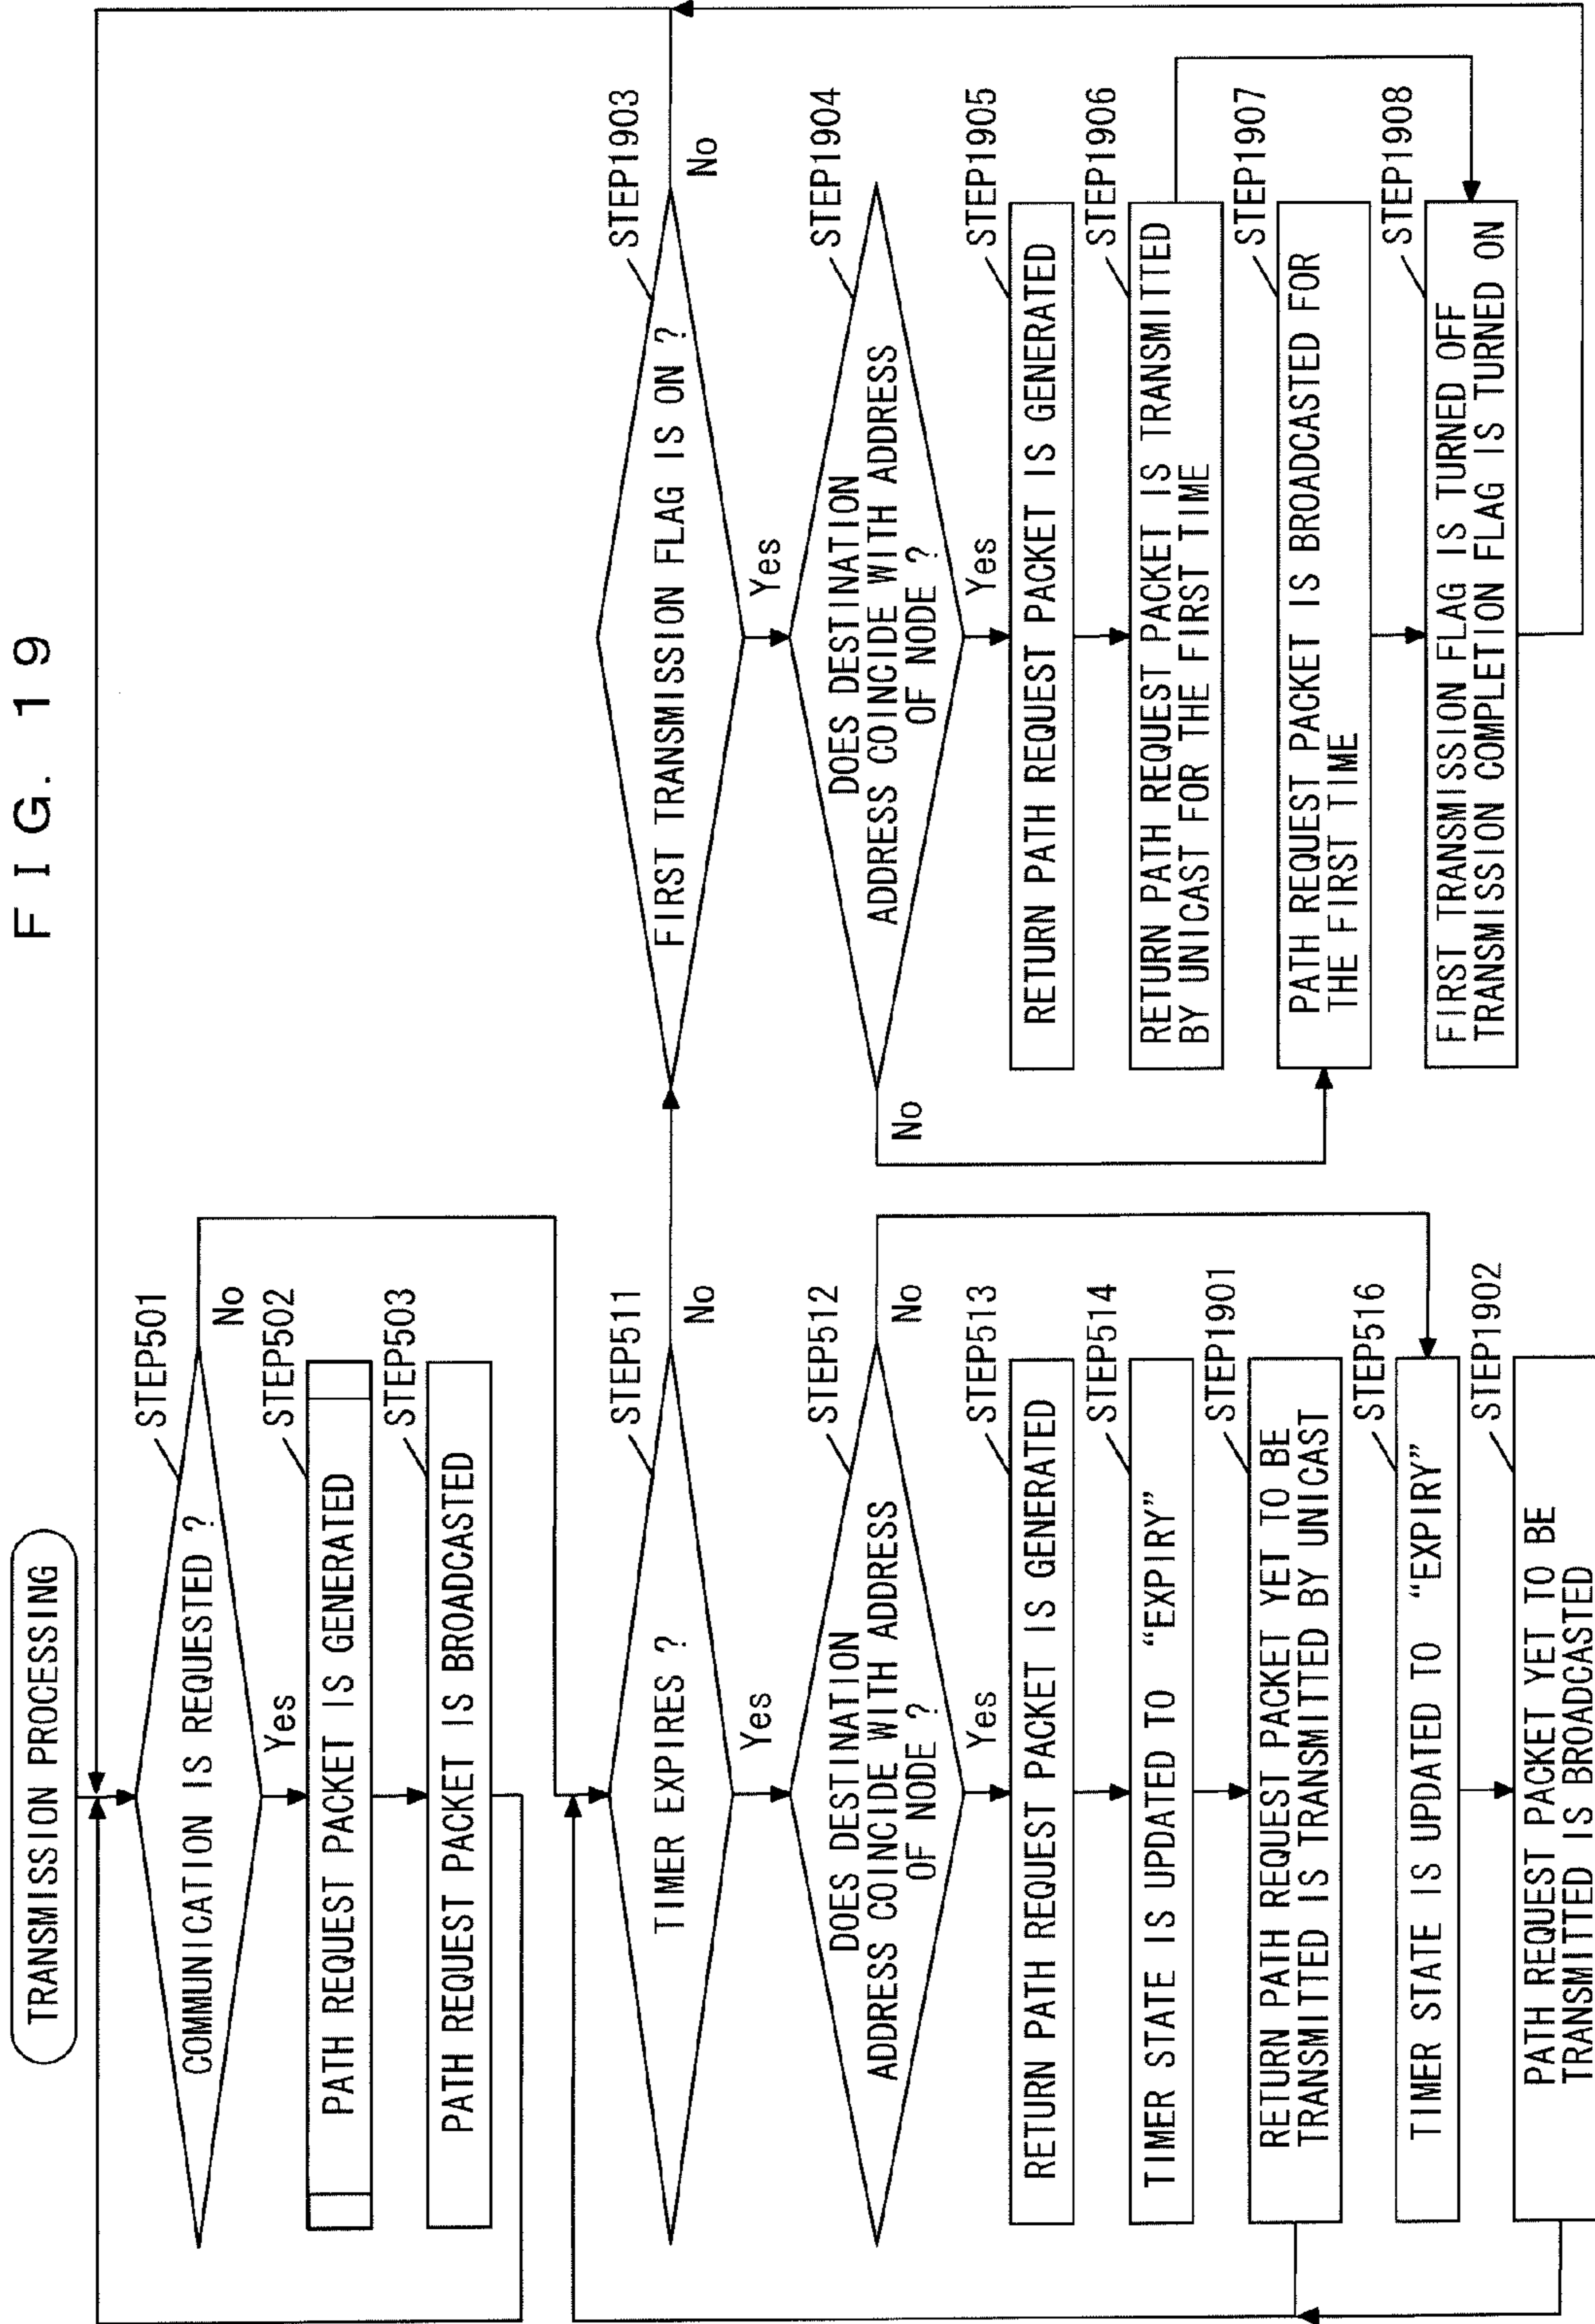 FIG. 19
TRANSMISSION PROCESSING
STEP501
COMMUNICATION IS REQUESTED ?
No
Yes
STEP502
PATH REQUEST PACKET IS GENERATED
STEP503
PATH REQUEST PACKET IS BROADCASTED
STEP511
TIMER EXPIRES ?
No
Yes
STEP512
DOES DESTINATION
ADDRESS COINCIDE WITH ADDRESS
OF NODE ?
No
Yes
STEP513
RETURN PATH REQUEST PACKET IS GENERATED
STEP514
TIMER STATE IS UPDATED TO “EXPIRY”
STEP1901
RETURN PATH REQUEST PACKET YET TO BE
TRANSMITTED IS TRANSMITTED BY UNICAST
STEP516
TIMER STATE IS UPDATED TO “EXPIRY”
STEP1902
PATH REQUEST PACKET YET TO BE
TRANSMITTED IS BROADCASTED
STEP1903
FIRST TRANSMISSION FLAG IS ON ?
No
Yes
STEP1904
DOES DESTINATION
ADDRESS COINCIDE WITH ADDRESS
OF NODE ?
No
Yes
STEP1905
RETURN PATH REQUEST PACKET IS GENERATED
STEP1906
RETURN PATH REQUEST PACKET IS TRANSMITTED
BY UNICAST FOR THE FIRST TIME
STEP1907
PATH REQUEST PACKET IS BROADCASTED FOR
THE FIRST TIME
STEP1908
FIRST TRANSMISSION FLAG IS TURNED OFF
TRANSMISSION COMPLETION FLAG IS TURNED ON